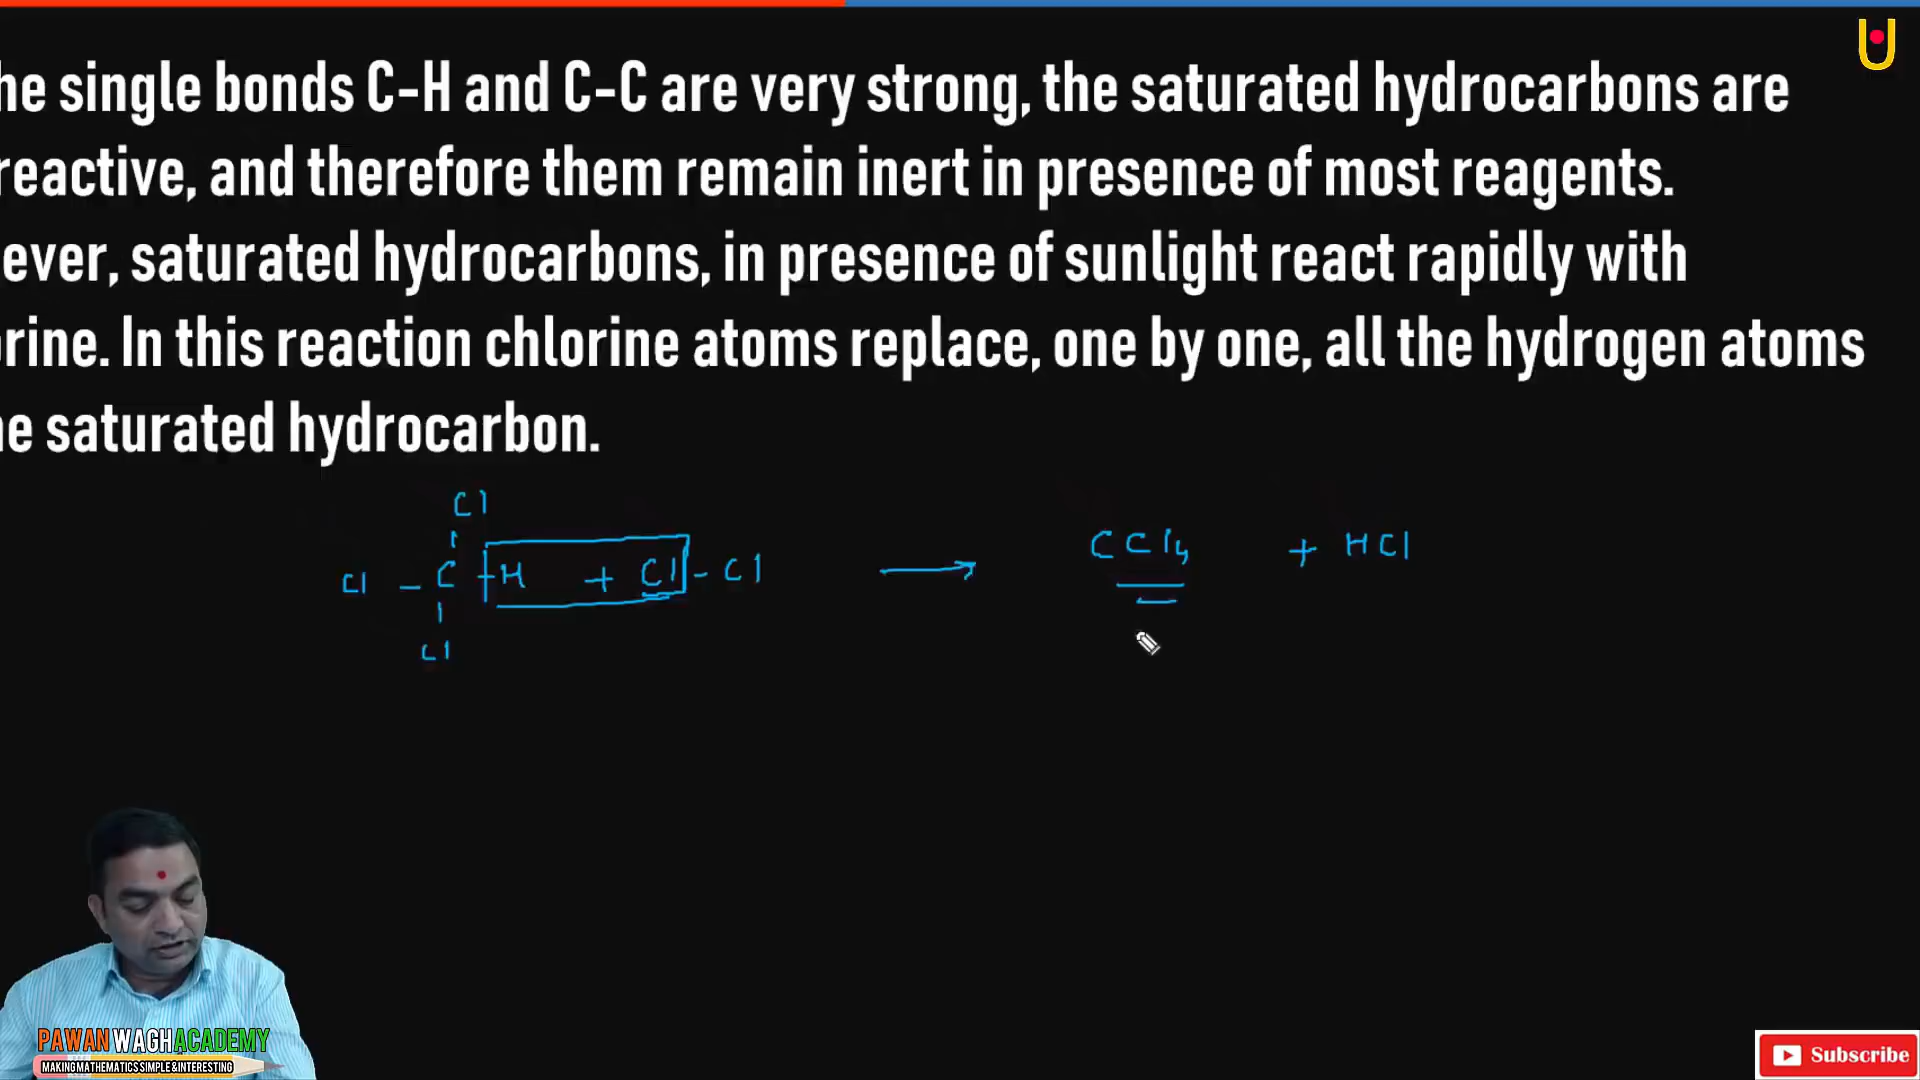 he single bonds C-H and C-C are very strong, the saturated hydrocarbons are
reactive, and therefore them remain inert in presence of most reagents.
ever, saturated hydrocarbons, in presence of sunlight react rapidly with
orine. In this reaction chlorine atoms replace, one by one, all the hydrogen atoms
he saturated hydrocarbon.
Cl
Cl - C - H + Cl - Cl → CCl₄ + HCl
Cl
PAWAN WAGH ACADEMY
MAKING MATHEMATICS SIMPLE & INTERESTING
Subscribe